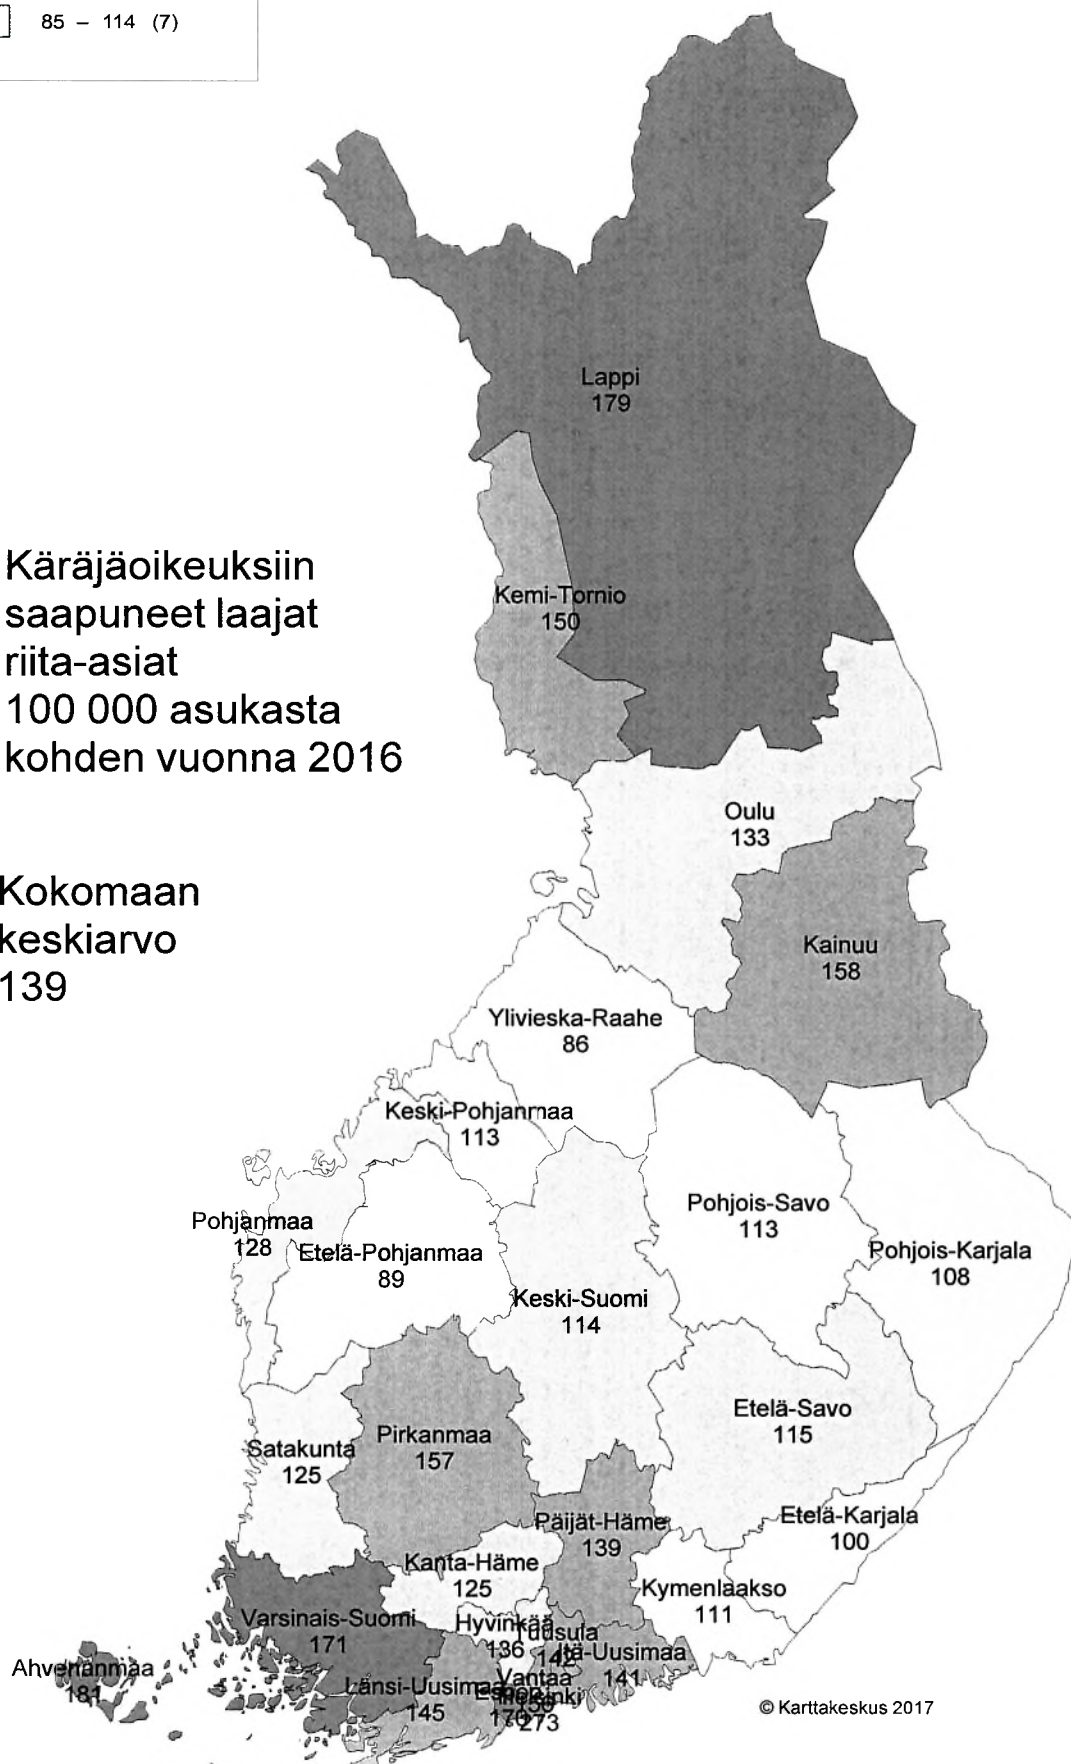 85 – 114 (7)
Lappi
179
Käräjäoikeuksiin
saapuneet laajat
riita-asiat
100 000 asukasta
kohden vuonna 2016
Kemi-Tornio
150
Oulu
133
Kokomaan
keskiarvo
139
Kainuu
158
Ylivieska-Raahe
86
Keski-Pohjanmaa
113
Pohjois-Savo
113
Pohjanmaa
128
Etelä-Pohjanmaa
89
Pohjois-Karjala
108
Keski-Suomi
114
Etelä-Savo
115
Pirkanmaa
157
Satakunta
125
Etelä-Karjala
100
Päijät-Häme
139
Kanta-Häme
125
Kymenlaakso
111
Varsinais-Suomi
171
Hyvinkää
136
Tuusula
142
Itä-Uusimaa
141
Ahvenanmaa
181
Länsi-Uusimaa
145
Vantaa
Espoo
Helsinki
273
© Karttakeskus 2017